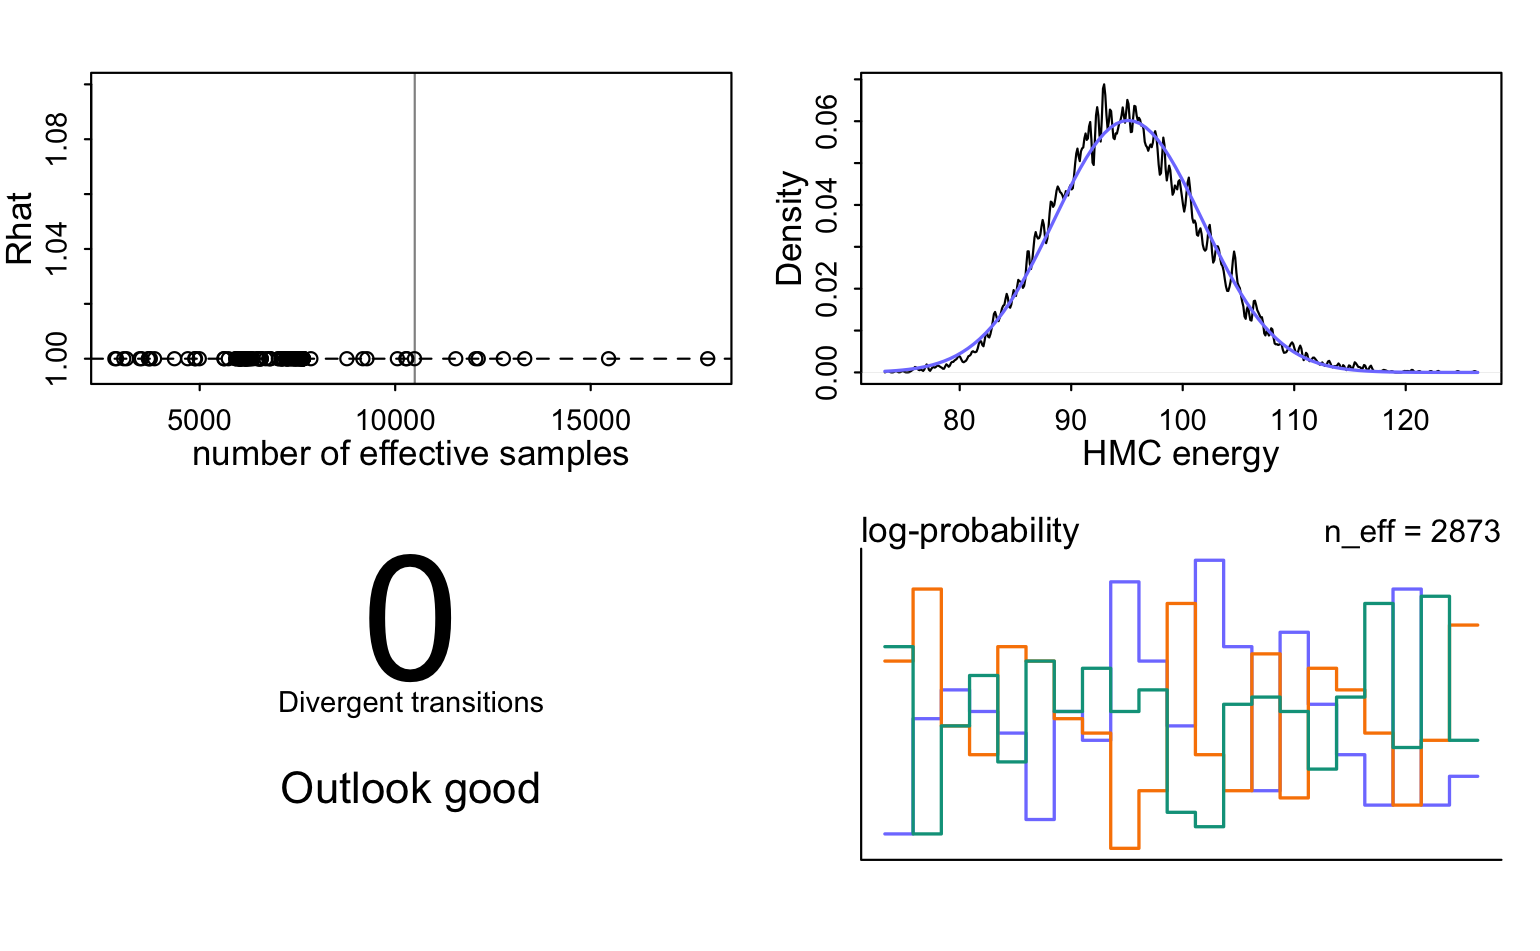 Rhat
1.00
1.04
1.08
5000
10000
15000
number of effective samples
Density
0.00
0.02
0.04
0.06
80
90
100
110
120
HMC energy
0
Divergent transitions
Outlook good
log-probability
n_eff = 2873